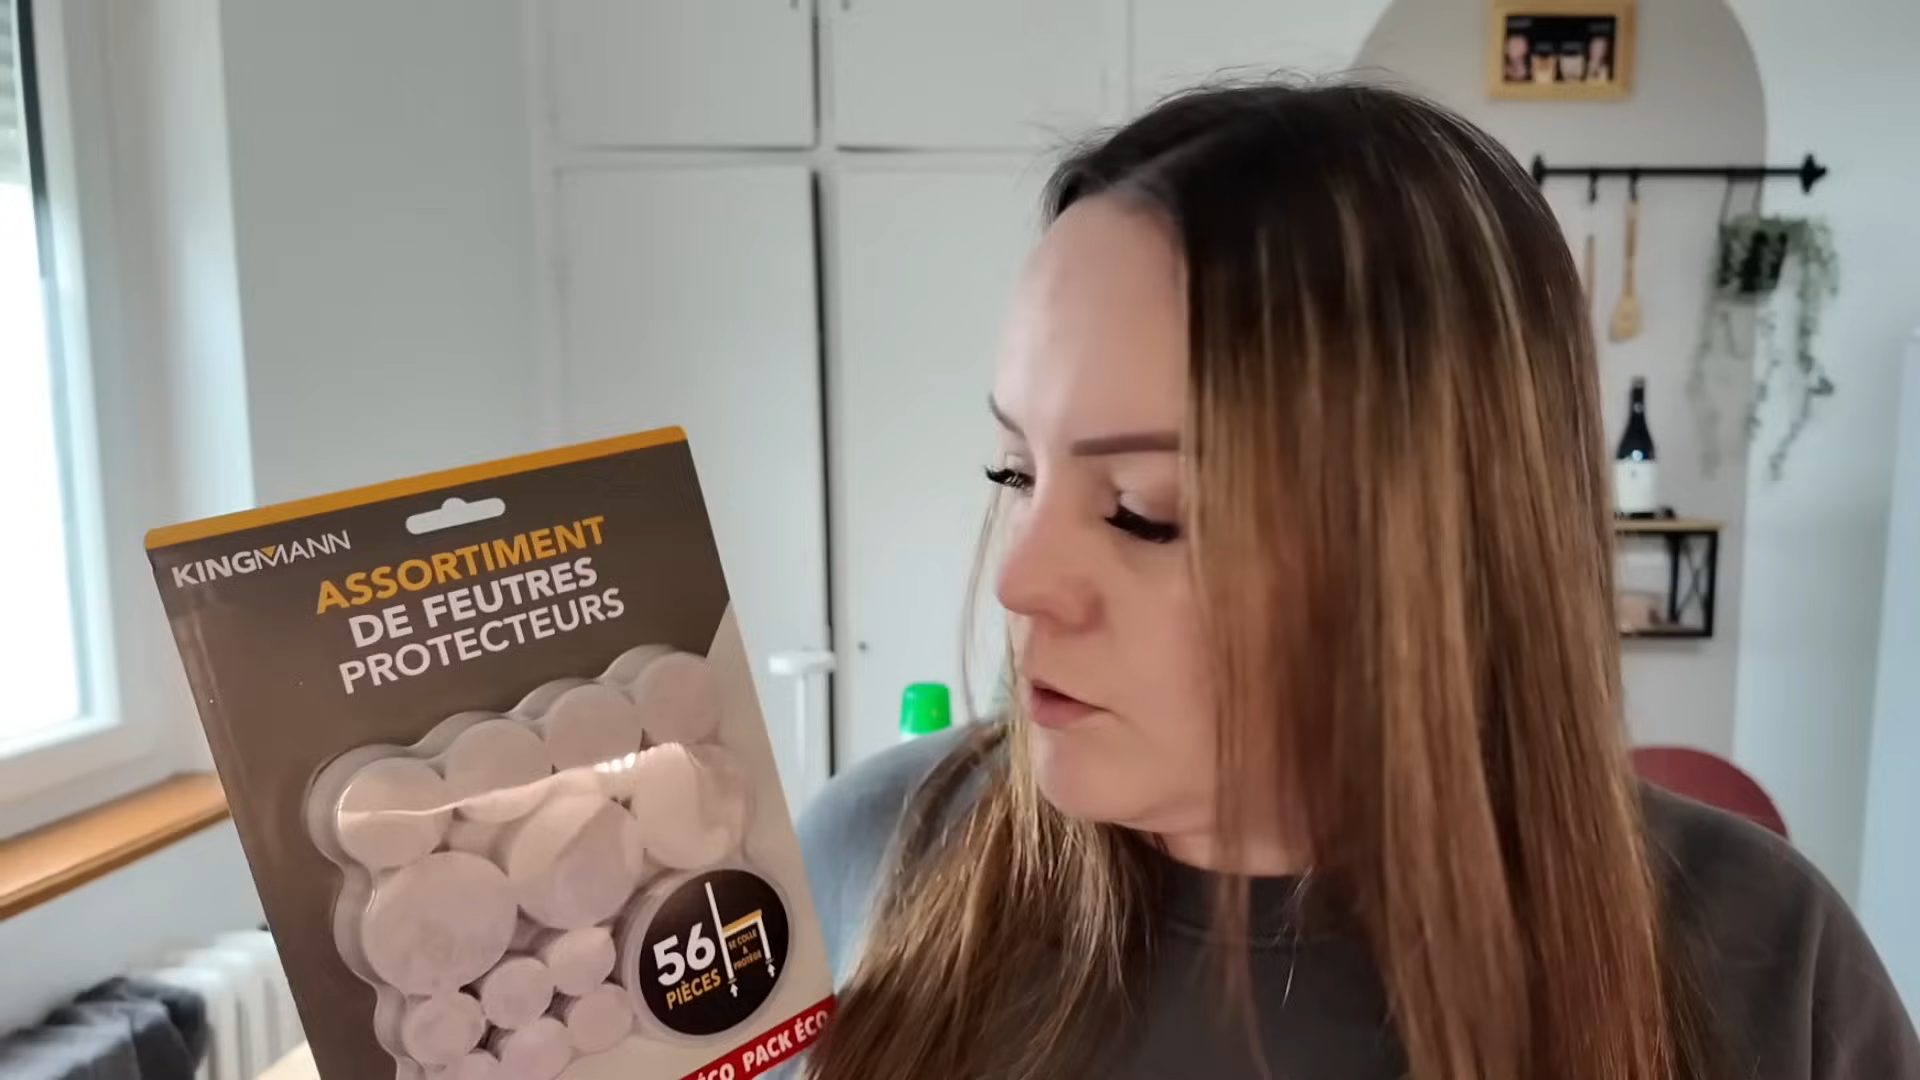 KINGMANN
ASSORTIMENT
DE FEUTRES
PROTECTEURS
56
PIÈCES
SE COLLE
&
PROTÈGE
ÉCO PACK ÉCO